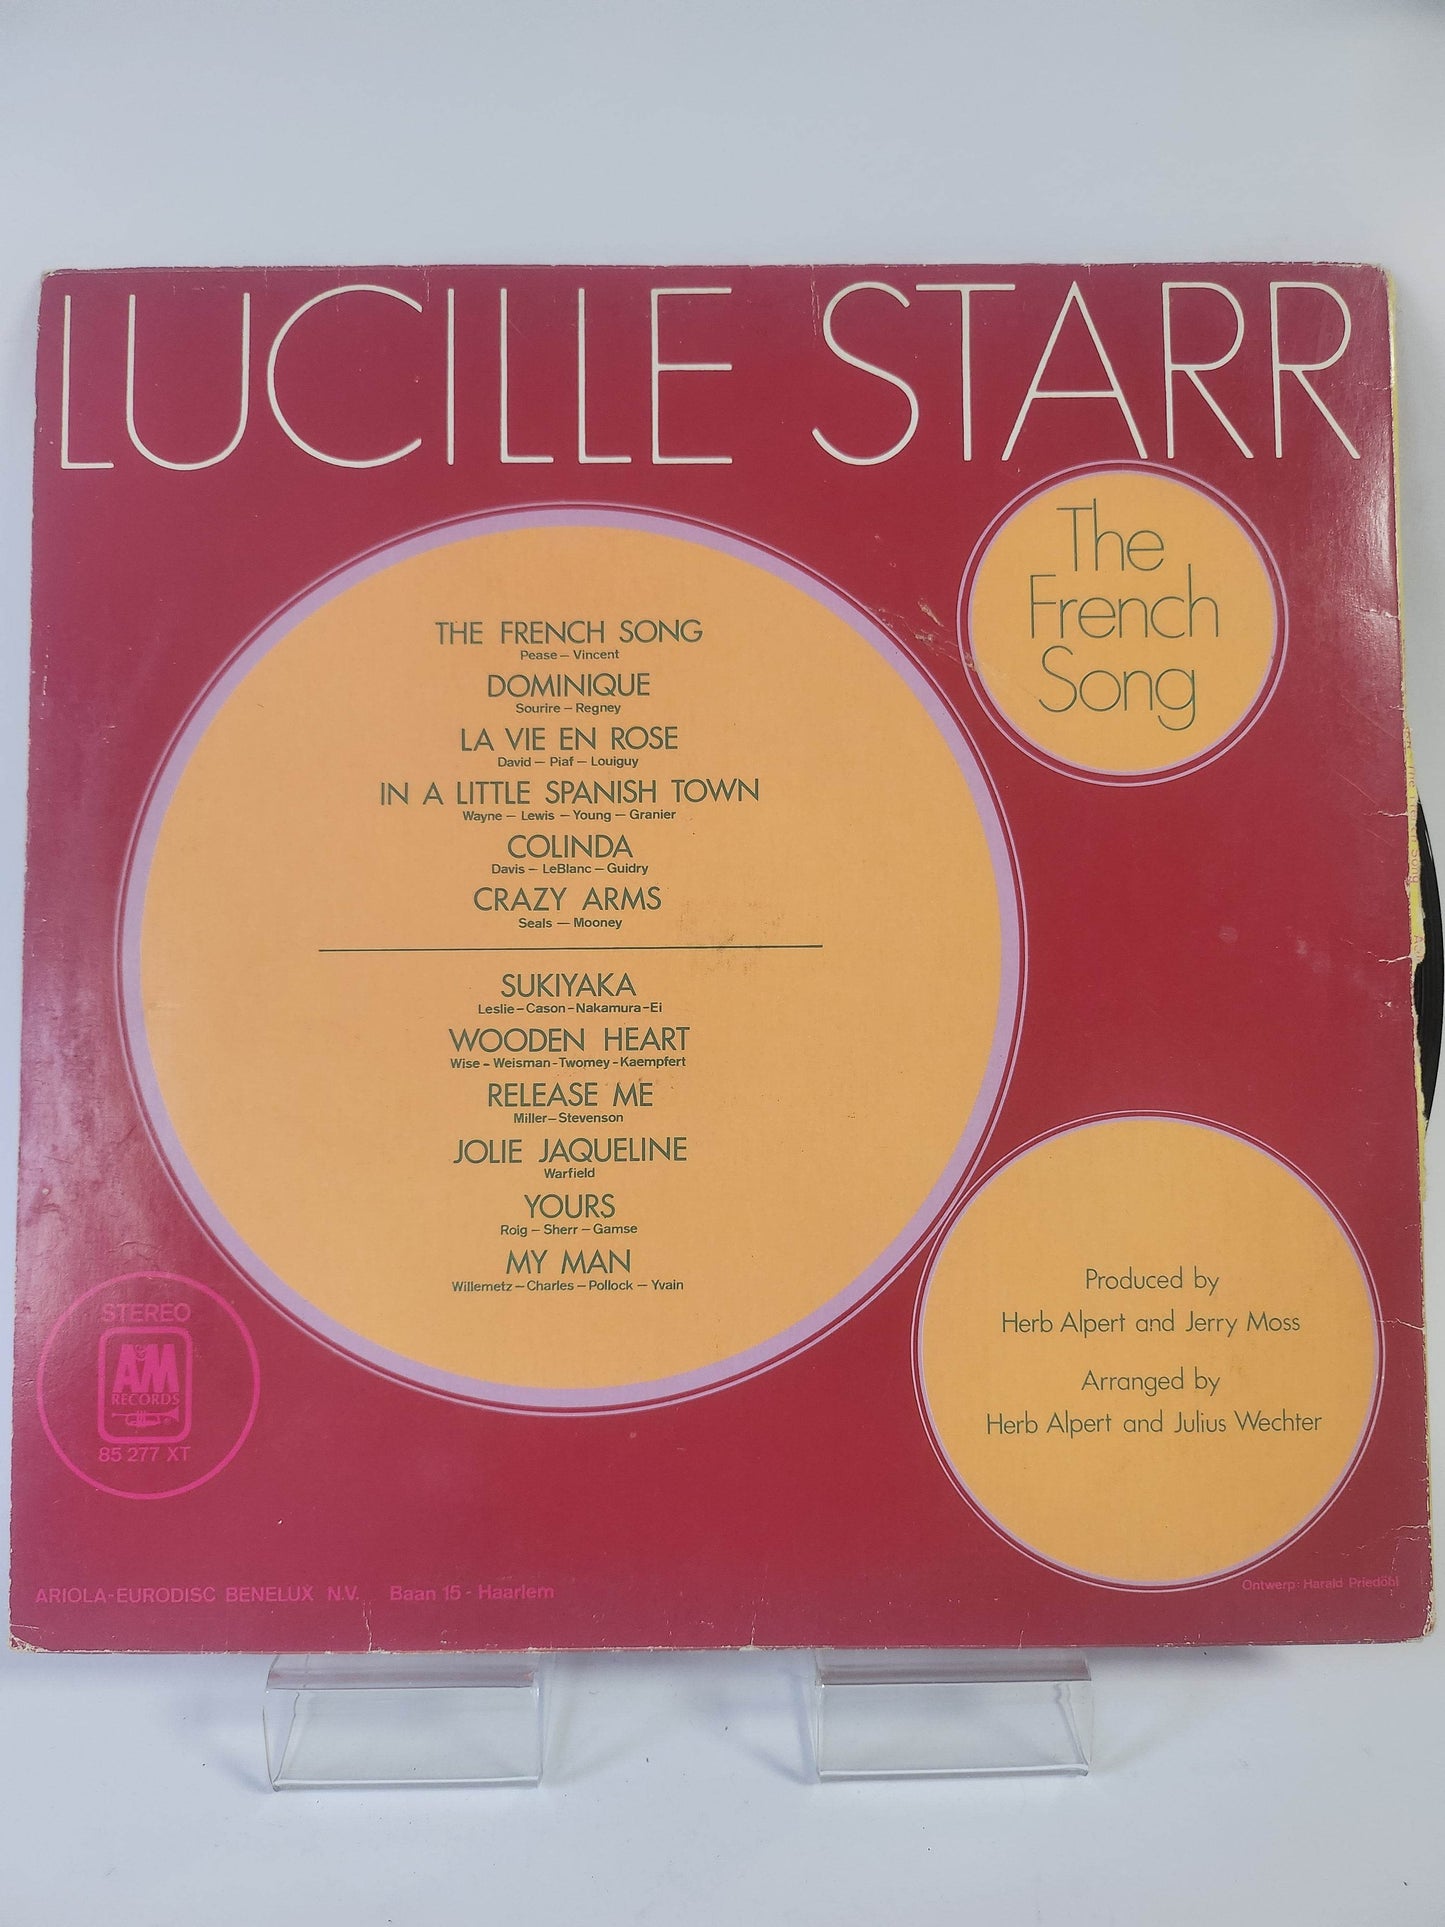 LUCILLE STARR
The
French
Song
THE FRENCH SONG
Pease – Vincent
DOMINIQUE
Sourire – Regney
LA VIE EN ROSE
David – Piaf – Louiguy
IN A LITTLE SPANISH TOWN
Wayne – Lewis – Young – Granier
COLINDA
Davis – LeBlanc – Guidry
CRAZY ARMS
Seals – Mooney
SUKIYAKA
Leslie – Cason – Nakamura – Ei
WOODEN HEART
Wise – Weisman – Twomey – Kaempfert
RELEASE ME
Miller – Stevenson
JOLIE JAQUELINE
Warfield
YOURS
Roig – Sherr – Gamse
MY MAN
Willemetz – Charles – Pollock – Yvain
Produced by
Herb Alpert and Jerry Moss
Arranged by
Herb Alpert and Julius Wechter
STEREO
A&M
RECORDS
85 277 XT
ARIOLA-EURODISC BENELUX N.V. Baan 15 - Haarlem
Ontwerp: Harald Priedöhl